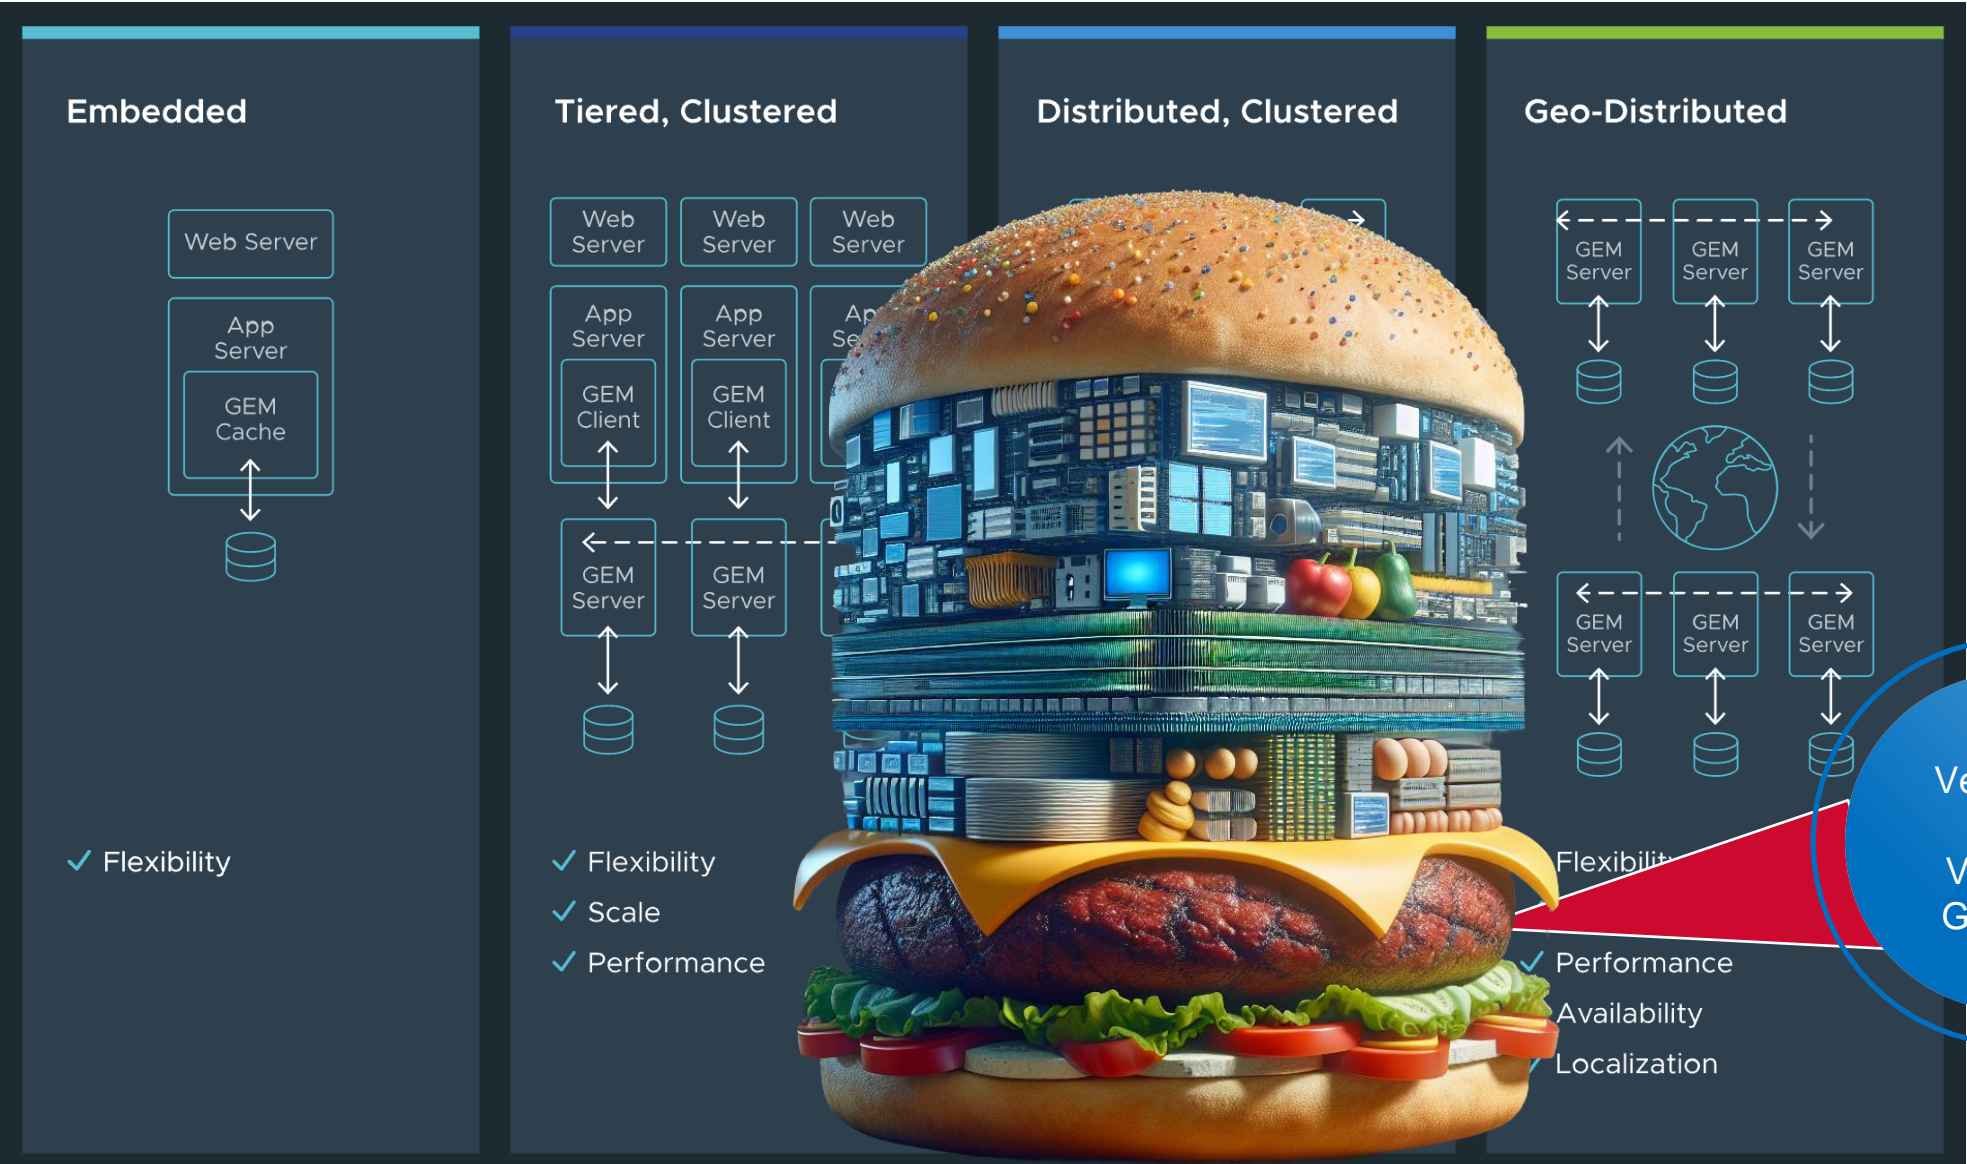 Embedded
Web Server
App
Server
GEM
Cache
Flexibility
Tiered, Clustered
Web
Server
Web
Server
Web
Server
App
Server
App
Server
GEM
Client
GEM
Client
GEM
Server
GEM
Server
Flexibility
Scale
Performance
Distributed, Clustered
Geo-Distributed
GEM
Server
GEM
Server
GEM
Server
GEM
Server
GEM
Server
GEM
Server
Flexibility
Performance
Availability
Localization